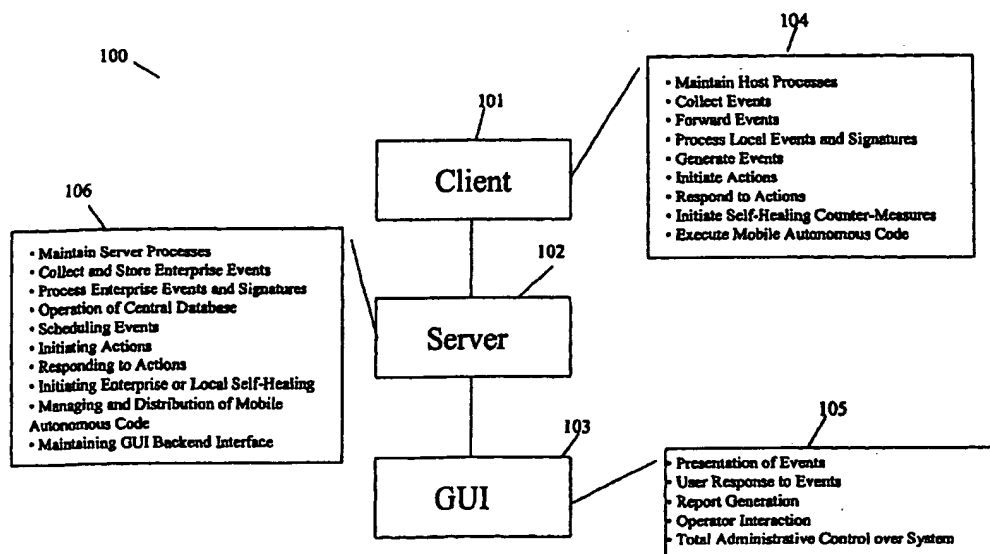 104
100
• Maintain Host Processes
• Collect Events
• Forward Events
• Process Local Events and Signatures
• Generate Events
• Initiate Actions
• Respond to Actions
• Initiate Self-Healing Counter-Measures
• Execute Mobile Autonomous Code
101
Client
106
• Maintain Server Processes
• Collect and Store Enterprise Events
• Process Enterprise Events and Signatures
• Operation of Central Database
• Scheduling Events
• Initiating Actions
• Responding to Actions
• Initiating Enterprise or Local Self-Healing
• Managing and Distribution of Mobile
Autonomous Code
• Maintaining GUI Backend Interface
102
Server
103
GUI
105
• Presentation of Events
• User Response to Events
• Report Generation
• Operator Interaction
• Total Administrative Control over System